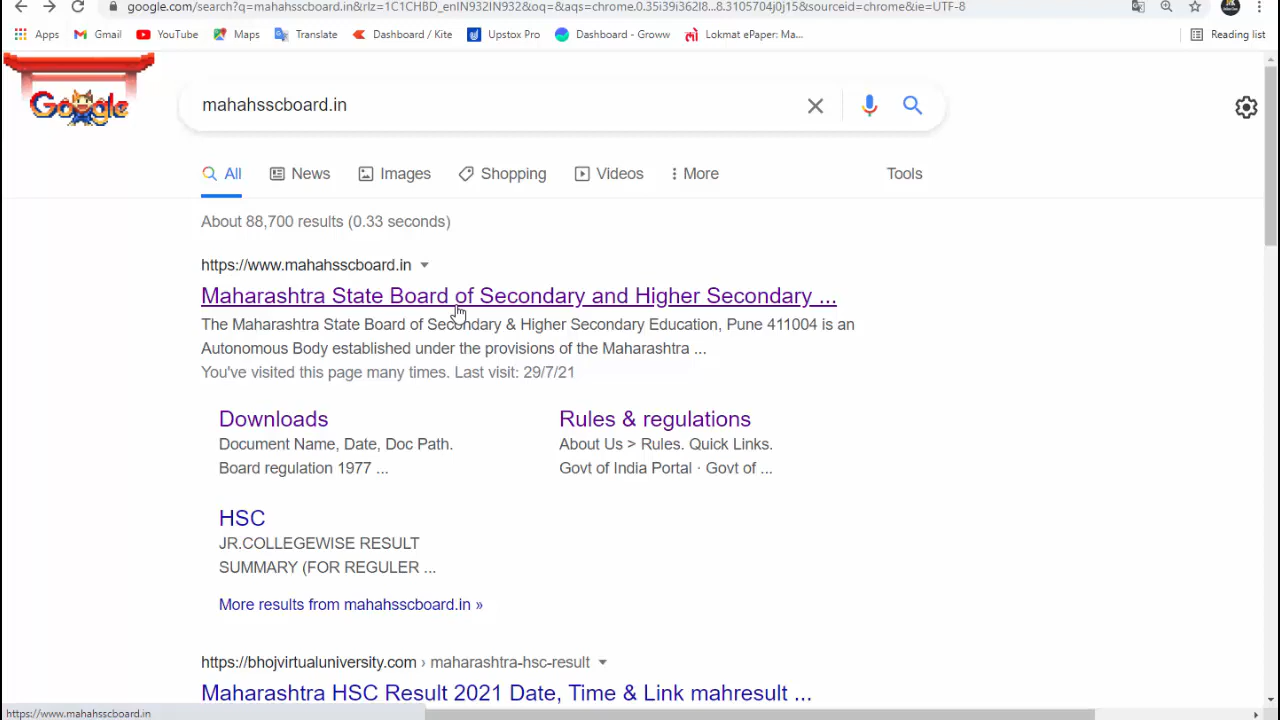 google.com/search?q=mahahsscboard.in&rlz=1C1CHBD_enIN932IN932&oq=&aqs=chrome.0.35i39i362l8...8.3105704j0j15&sourceid=chrome&ie=UTF-8
Apps Gmail YouTube Maps Translate Dashboard / Kite Upstox Pro Dashboard - Groww Lokmat ePaper: Ma... Reading list
Google
mahahsscboard.in
All News Images Shopping Videos More Tools
About 88,700 results (0.33 seconds)
https://www.mahahsscboard.in
Maharashtra State Board of Secondary and Higher Secondary ...
The Maharashtra State Board of Secondary & Higher Secondary Education, Pune 411004 is an
Autonomous Body established under the provisions of the Maharashtra ...
You've visited this page many times. Last visit: 29/7/21
Downloads
Document Name, Date, Doc Path.
Board regulation 1977 ...
Rules & regulations
About Us > Rules. Quick Links.
Govt of India Portal · Govt of ...
HSC
JR.COLLEGEWISE RESULT
SUMMARY (FOR REGULER ...
More results from mahahsscboard.in »
https://bhojvirtualuniversity.com › maharashtra-hsc-result
Maharashtra HSC Result 2021 Date, Time & Link mahresult ...
https://www.mahahsscboard.in